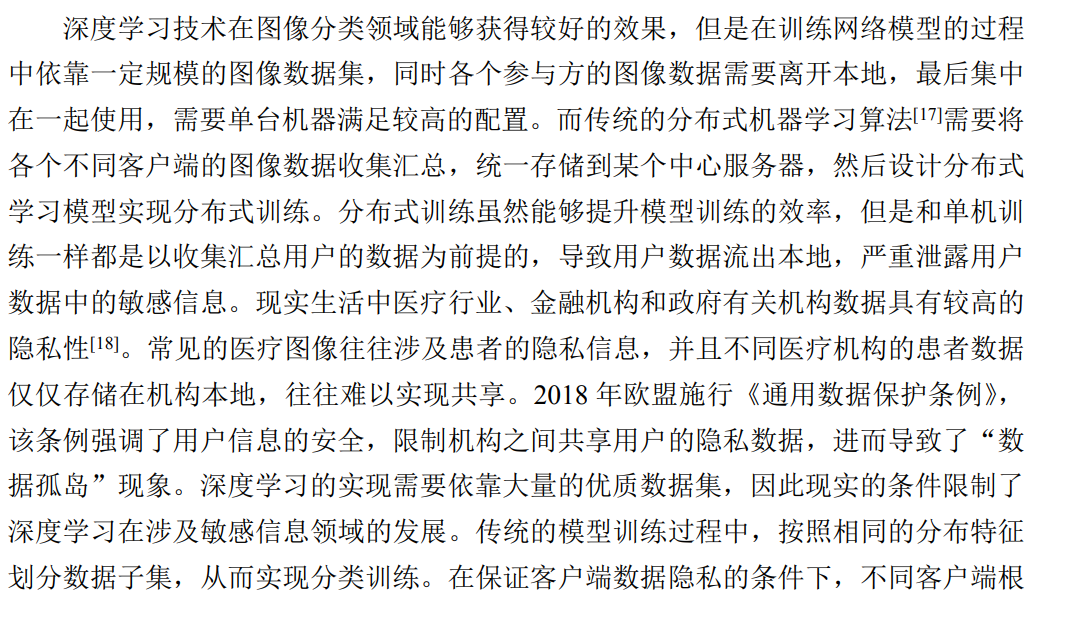 深度学习技术在图像分类领域能够获得较好的效果，但是在训练网络模型的过程
中依靠一定规模的图像数据集，同时各个参与方的图像数据需要离开本地，最后集中
在一起使用，需要单台机器满足较高的配置。而传统的分布式机器学习算法[17]需要将
各个不同客户端的图像数据收集汇总，统一存储到某个中心服务器，然后设计分布式
学习模型实现分布式训练。分布式训练虽然能够提升模型训练的效率，但是和单机训
练一样都是以收集汇总用户的数据为前提的，导致用户数据流出本地，严重泄露用户
数据中的敏感信息。现实生活中医疗行业、金融机构和政府有关机构数据具有较高的
隐私性[18]。常见的医疗图像往往涉及患者的隐私信息，并且不同医疗机构的患者数据
仅仅存储在机构本地，往往难以实现共享。2018 年欧盟施行《通用数据保护条例》，
该条例强调了用户信息的安全，限制机构之间共享用户的隐私数据，进而导致了“数
据孤岛”现象。深度学习的实现需要依靠大量的优质数据集，因此现实的条件限制了
深度学习在涉及敏感信息领域的发展。传统的模型训练过程中，按照相同的分布特征
划分数据子集，从而实现分类训练。在保证客户端数据隐私的条件下，不同客户端根